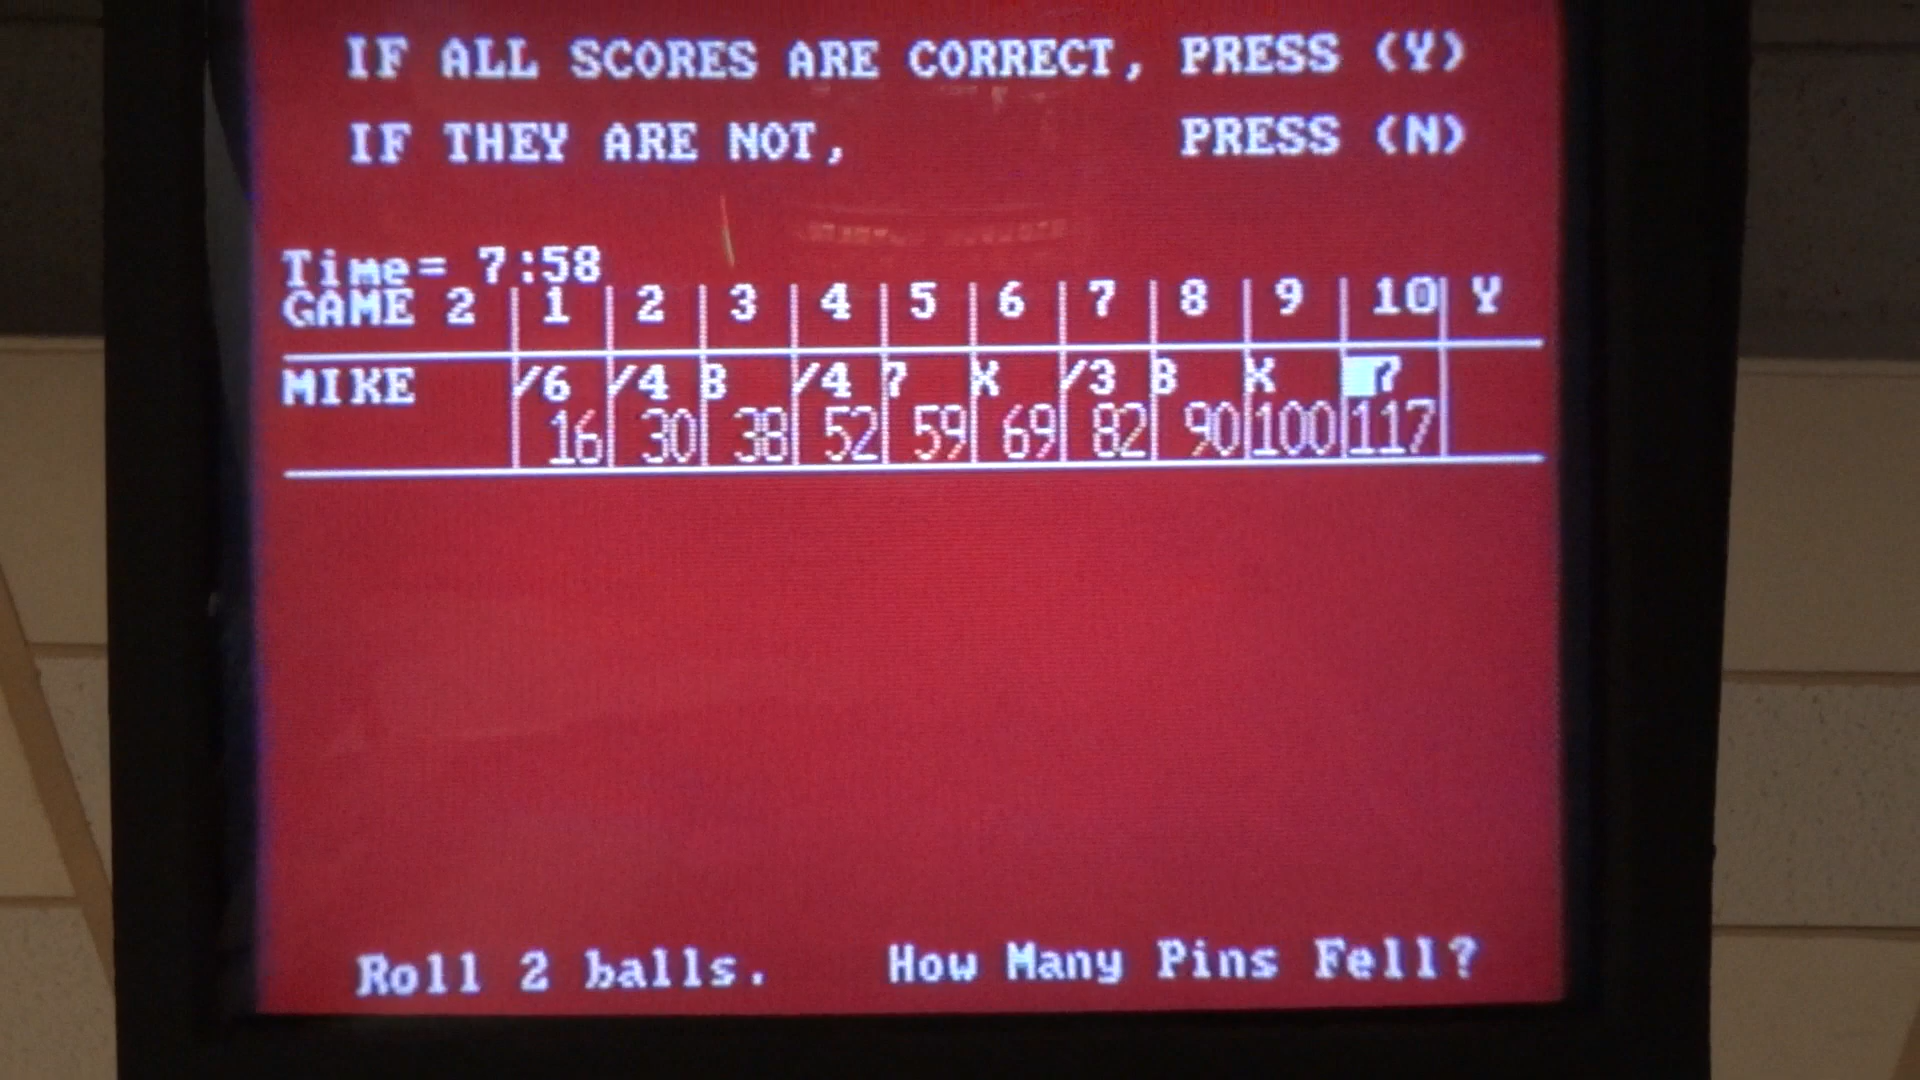 IF ALL SCORES ARE CORRECT, PRESS (Y)
IF THEY ARE NOT, PRESS (N)
Time= 7:58
GAME 2 1 2 3 4 5 6 7 8 9 10 Y
MIKE /6 /4 8 /4 7 X /3 8 X 7
16 30 38 52 59 69 82 90 100 117
Roll 2 balls. How Many Pins Fell?